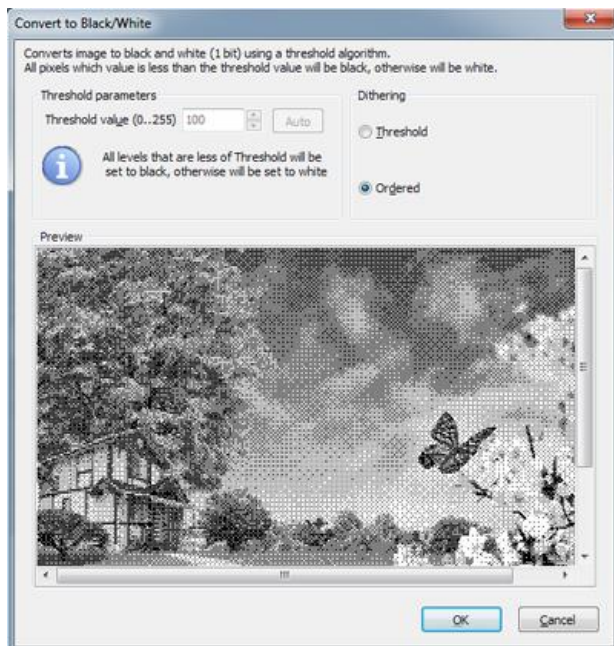 Convert to Black/White
Converts image to black and white (1 bit) using a threshold algorithm.
All pixels which value is less than the threshold value will be black, otherwise will be white.
Threshold parameters
Threshold value (0..255) 100 Auto
All levels that are less of Threshold will be
set to black, otherwise will be set to white
Dithering
Threshold
Ordered
Preview
OK Cancel